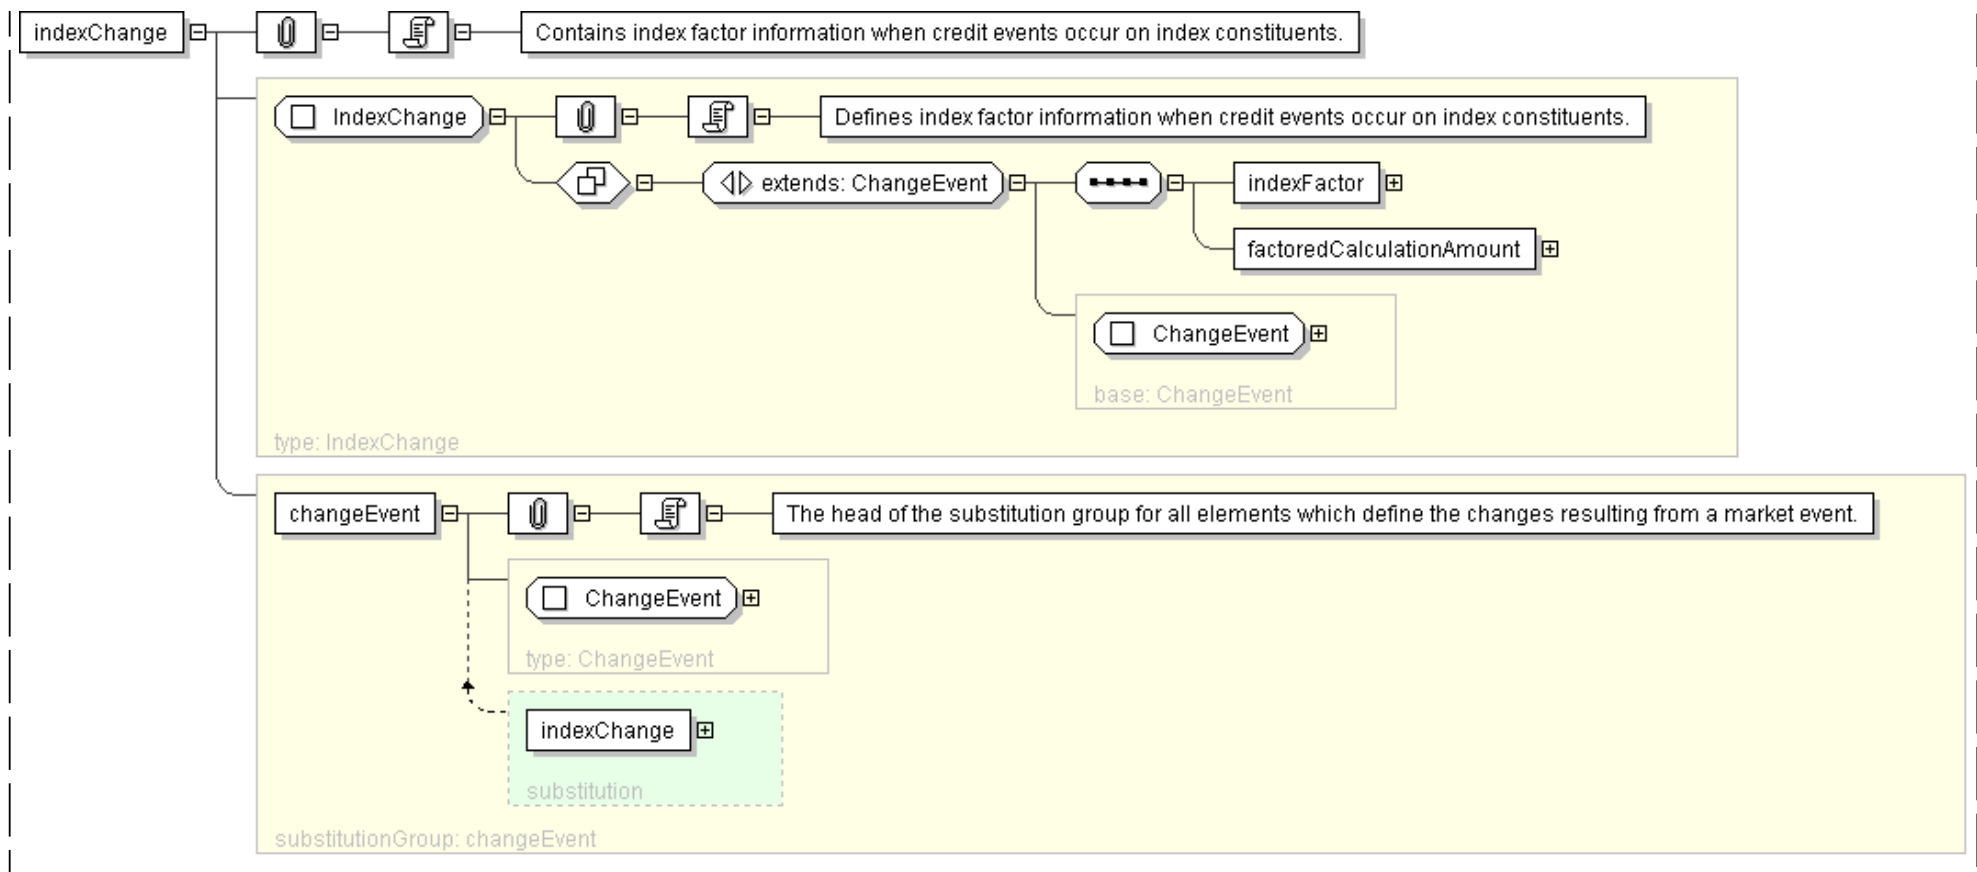 indexChange
Contains index factor information when credit events occur on index constituents.
IndexChange
Defines index factor information when credit events occur on index constituents.
extends: ChangeEvent
indexFactor
factoredCalculationAmount
ChangeEvent
base: ChangeEvent
type: IndexChange
changeEvent
The head of the substitution group for all elements which define the changes resulting from a market event.
ChangeEvent
type: ChangeEvent
indexChange
substitution
substitutionGroup: changeEvent